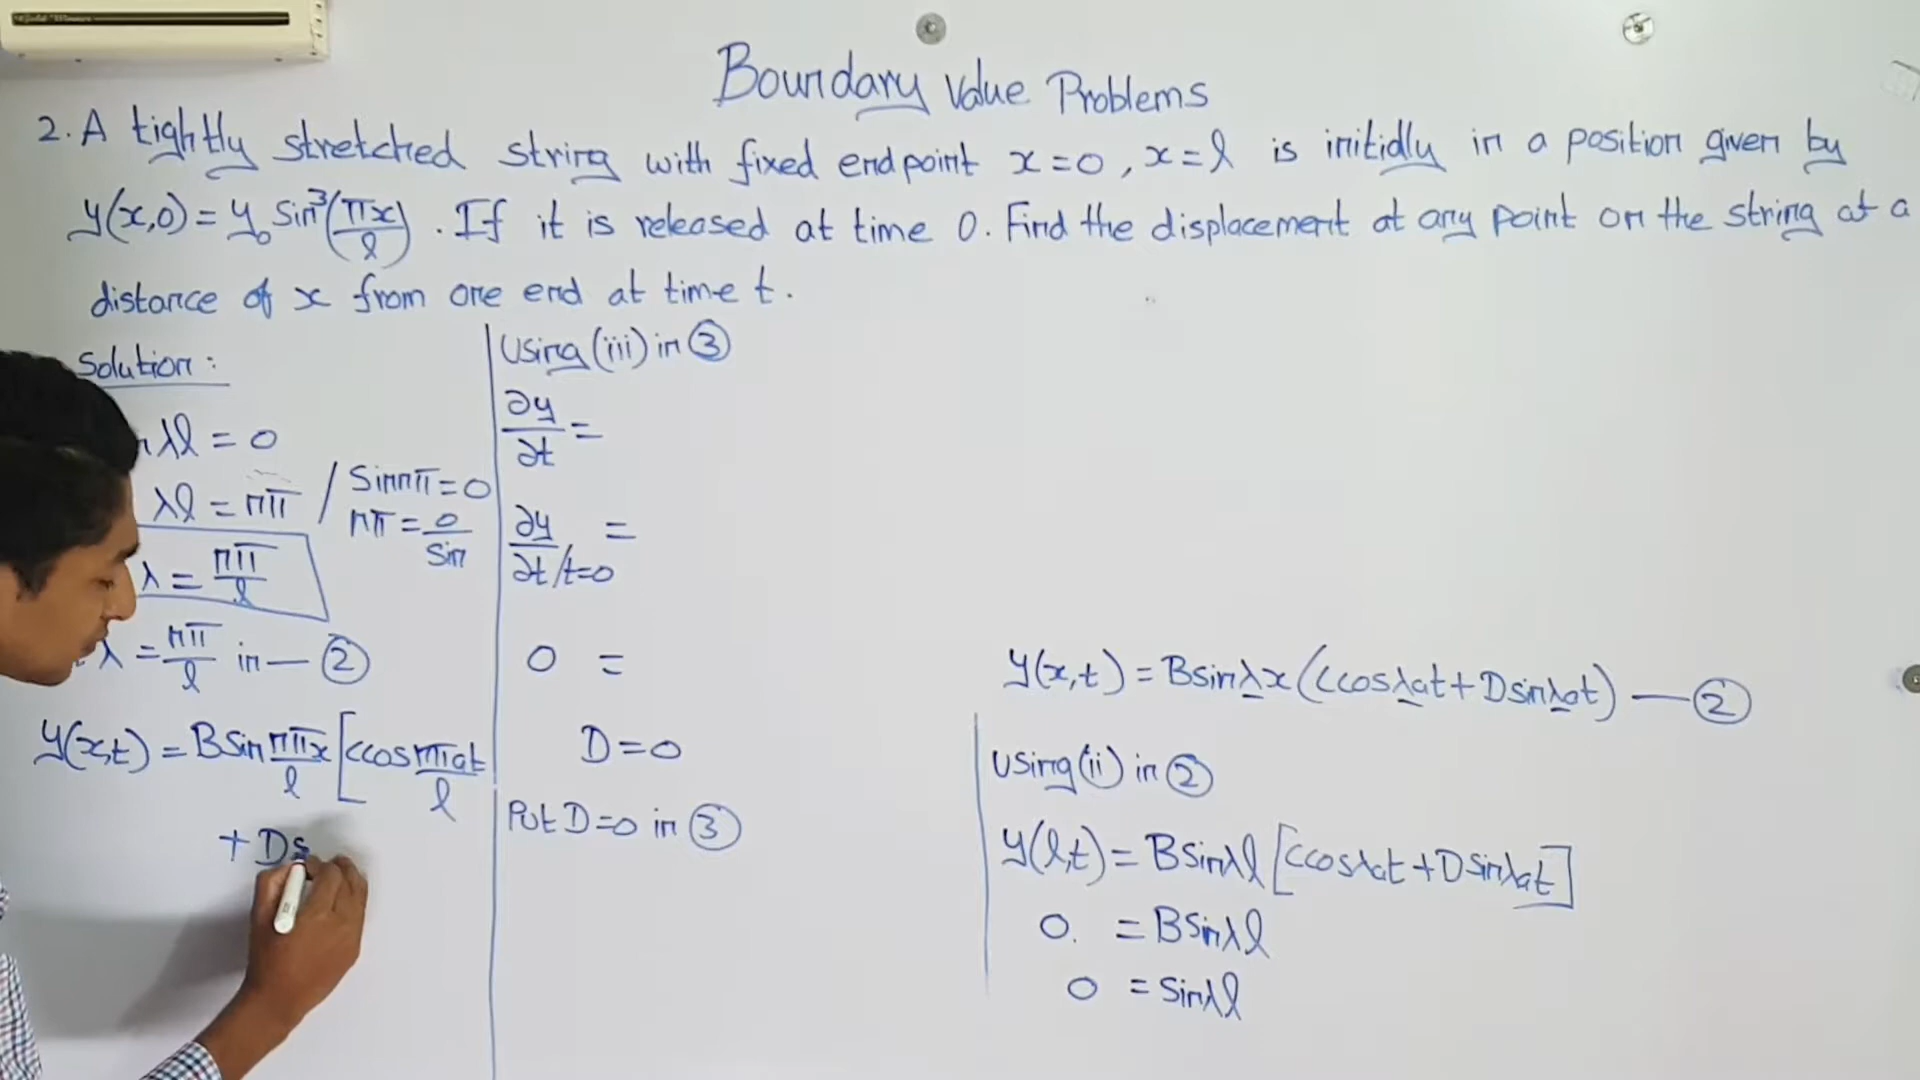 Boundary Value Problems
2. A tightly stretched string with fixed endpoint x=0, x=l is initially in a position given by
y(x,0) = y₀ Sin³(πx/l). If it is released at time 0. Find the displacement at any point on the string at a
distance of x from one end at time t.
Solution:
λl = 0
λl = nπ / Sin nπ = 0
nπ = 0/Sin
λ = nπ/l
λ = nπ/l in — ②
y(x,t) = B sin nπx/l [C cos nπat/l
+ Ds
Using (iii) in ③
∂y/∂t =
∂y/∂t /t=0 =
0 =
D = 0
Put D=0 in ③
y(x,t) = B sin λx (C cos λat + D sin λat) — ②
Using (ii) in ②
y(l,t) = B sin λl [C cos λat + D sin λat]
0. = B sin λl
0 = Sin λl